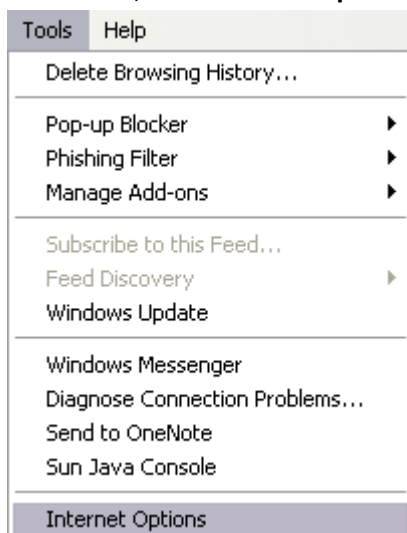 Tools Help
Delete Browsing History...
Pop-up Blocker
Phishing Filter
Manage Add-ons
Subscribe to this Feed...
Feed Discovery
Windows Update
Windows Messenger
Diagnose Connection Problems...
Send to OneNote
Sun Java Console
Internet Options